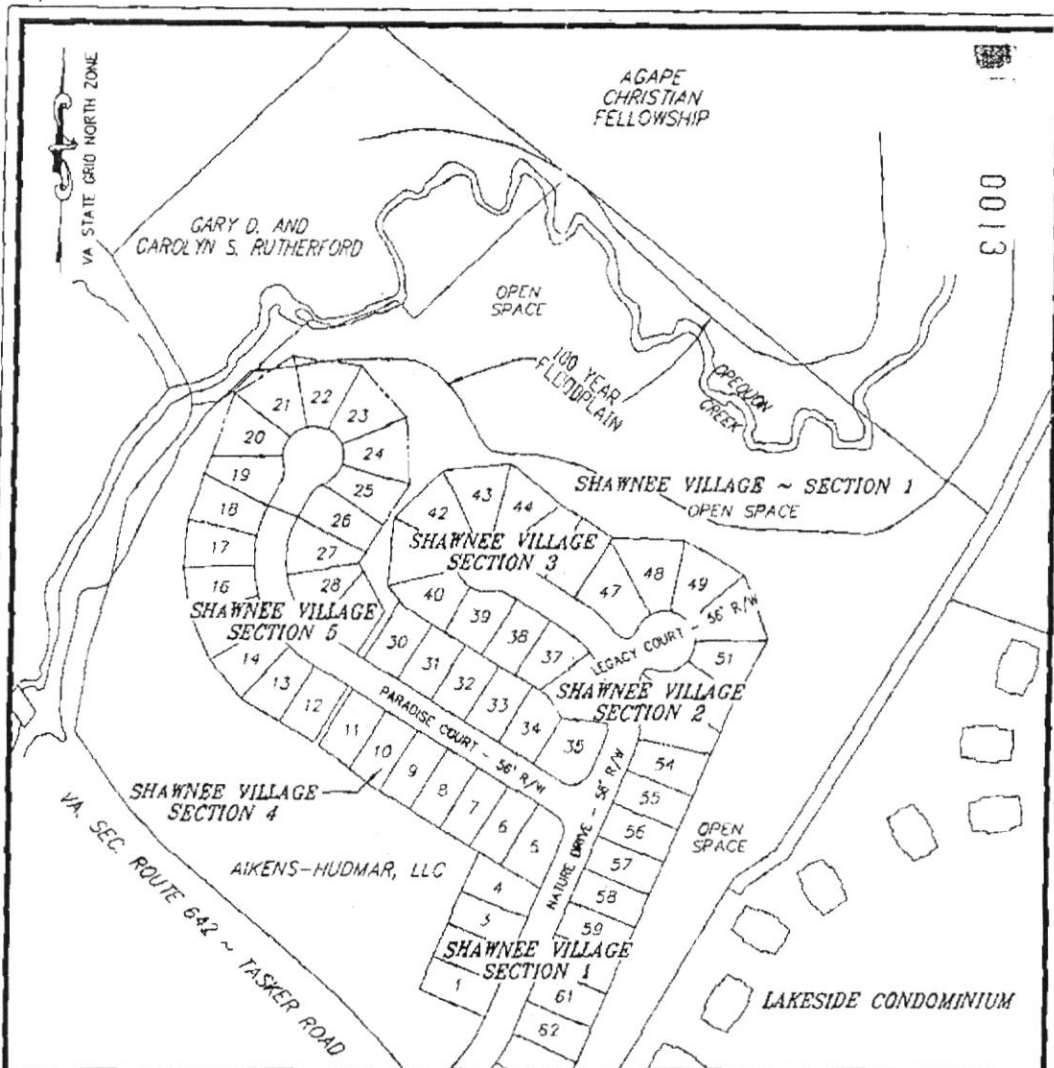 VA STATE GRID NORTH ZONE
AGAPE
CHRISTIAN
FELLOWSHIP
0013
GARY D. AND
CAROLYN S. RUTHERFORD
OPEN
SPACE
100 YEAR
FLOODPLAIN
OPEQUON
CREEK
21
22
23
20
24
19
25
18
26
17
27
16
28
SHAWNEE VILLAGE ~ SECTION 1
OPEN SPACE
42
43
44
SHAWNEE VILLAGE
SECTION 3
47
48
49
40
39
38
37
LEGACY COURT - 56' R/W
51
SHAWNEE VILLAGE
SECTION 5
14
13
12
30
31
32
33
34
35
SHAWNEE VILLAGE
SECTION 2
PARADISE COURT - 56' R/W
11
10
9
8
7
6
5
SHAWNEE VILLAGE
SECTION 4
NATURE DRIVE - 56' R/W
54
55
56
57
58
59
OPEN
SPACE
AIKENS-HUDMAR, LLC
4
3
SHAWNEE VILLAGE
SECTION 1
1
61
62
VA. SEC. ROUTE 642 ~ TASKER ROAD
LAKESIDE CONDOMINIUM